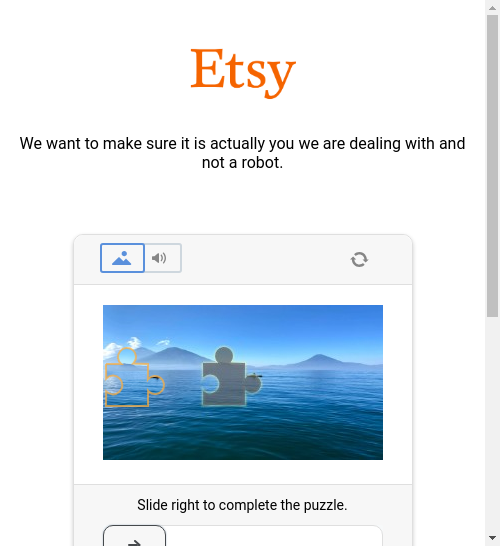 Etsy
We want to make sure it is actually you we are dealing with and
not a robot.
Slide right to complete the puzzle.